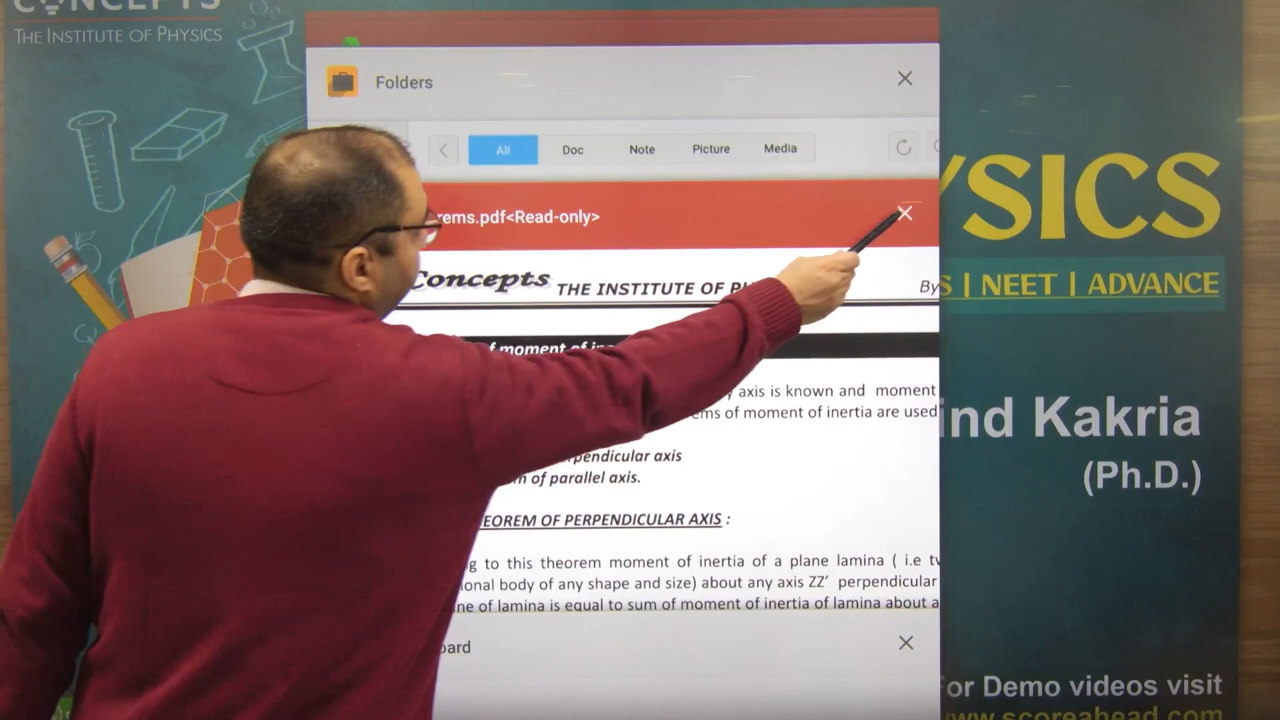 CONCEPTS
THE INSTITUTE OF PHYSICS
Folders
All Doc Note Picture Media
rems.pdf<Read-only>
Concepts THE INSTITUTE OF P By
f moment of
axis is known and moment
ems of moment of inertia are used
pendicular axis
of parallel axis.
EOREM OF PERPENDICULAR AXIS :
g to this theorem moment of inertia of a plane lamina ( i.e tw
ional body of any shape and size) about any axis ZZ′ perpendicular
ne of lamina is equal to sum of moment of inertia of lamina about a
oard
YSICS
S | NEET | ADVANCE
ind Kakria
(Ph.D.)
For Demo videos visit
www.scoreahead.com